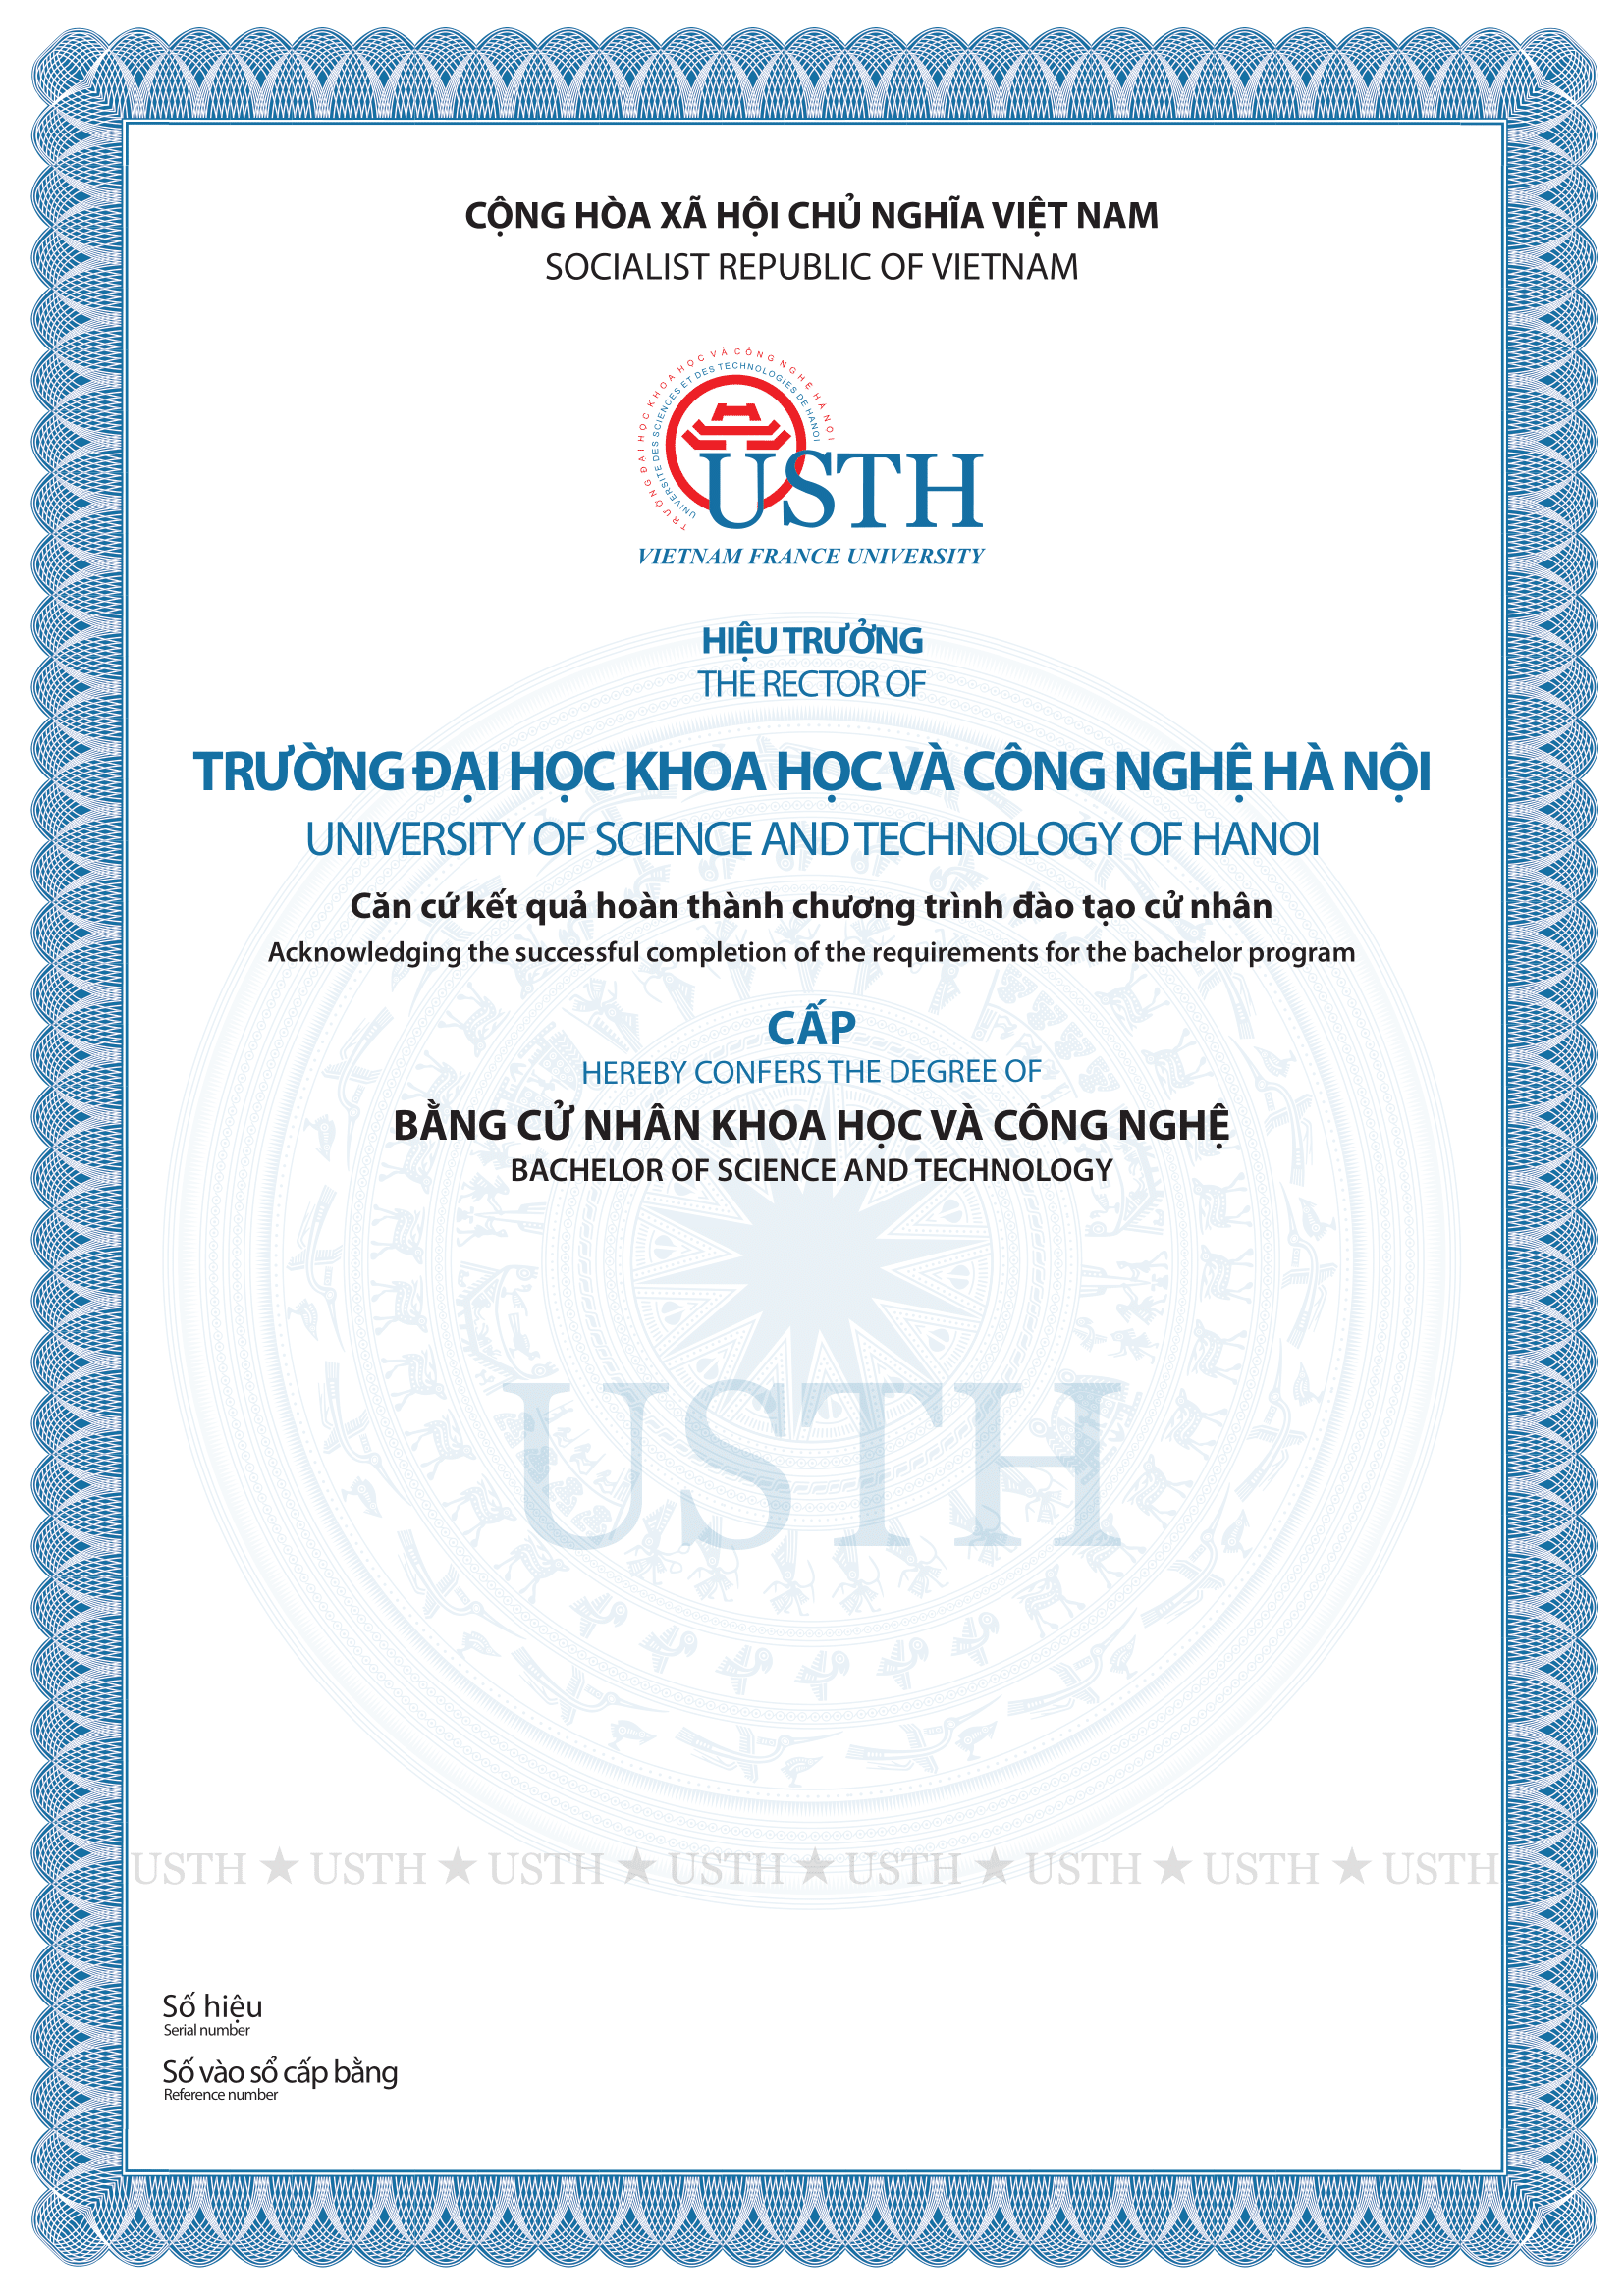 CỘNG HÒA XÃ HỘI CHỦ NGHĨA VIỆT NAM
SOCIALIST REPUBLIC OF VIETNAM
TRƯỜNG ĐẠI HỌC KHOA HỌC VÀ CÔNG NGHỆ HÀ NỘI
UNIVERSITE DES SCIENCES ET DES TECHNOLOGIES DE HANOI
USTH
VIETNAM FRANCE UNIVERSITY
HIỆU TRƯỞNG
THE RECTOR OF
TRƯỜNG ĐẠI HỌC KHOA HỌC VÀ CÔNG NGHỆ HÀ NỘI
UNIVERSITY OF SCIENCE AND TECHNOLOGY OF HANOI
Căn cứ kết quả hoàn thành chương trình đào tạo cử nhân
Acknowledging the successful completion of the requirements for the bachelor program
CẤP
HEREBY CONFERS THE DEGREE OF
BẰNG CỬ NHÂN KHOA HỌC VÀ CÔNG NGHỆ
BACHELOR OF SCIENCE AND TECHNOLOGY
USTH
USTH ★ USTH ★ USTH ★ USTH ★ USTH ★ USTH ★ USTH ★ USTH
Số hiệu
Serial number
Số vào sổ cấp bằng
Reference number